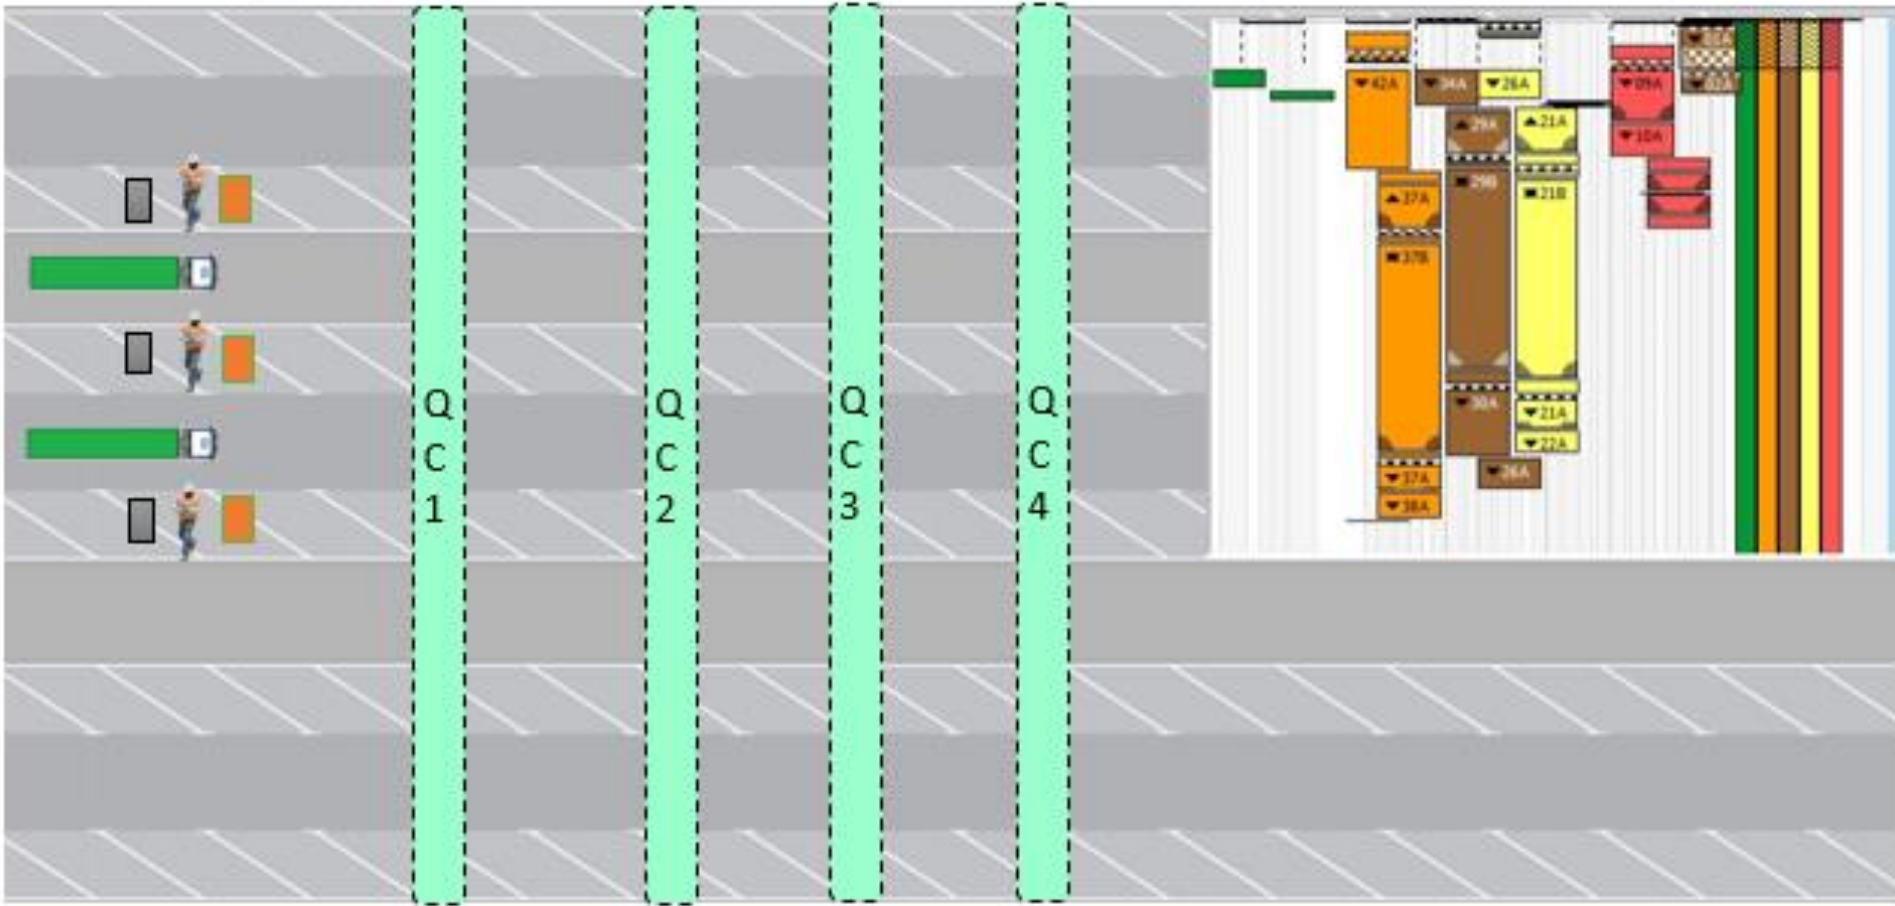 Q
C
1
Q
C
2
Q
C
3
Q
C
4
▼42A
▼34A
▼26A
▼09A
▼10A
▲29A
▲21A
■29B
■21B
▲37A
■37B
▼30A
▼21A
▼22A
▼26A
▼37A
▼38A